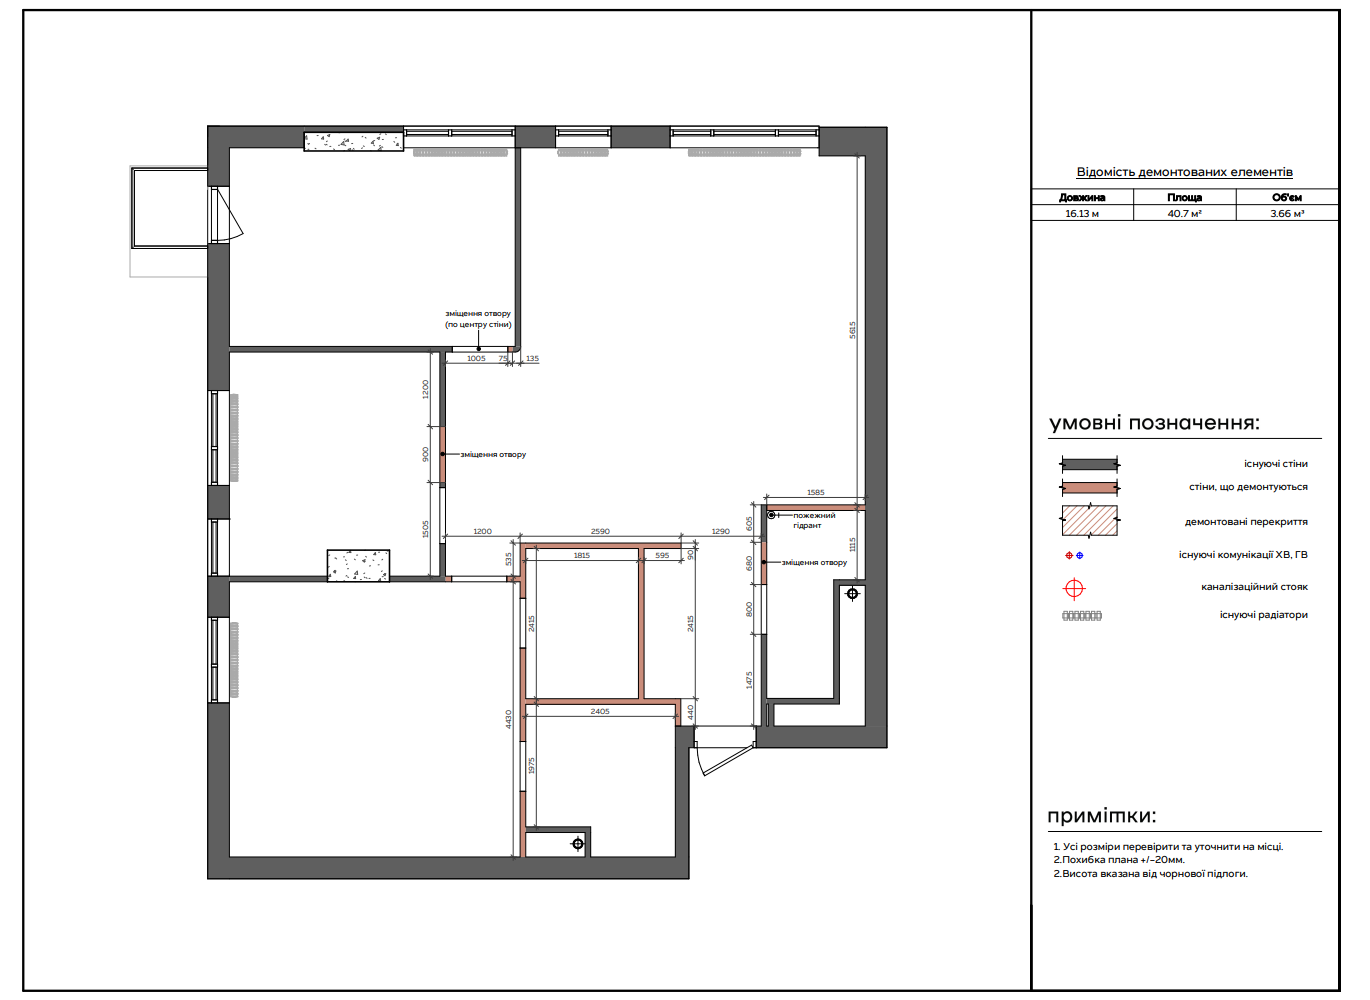 Відомість демонтованих елементів
Довжина Площа Об'єм
16.13 м 40.7 м² 3.66 м³
зміщення отвору
(по центру стіни)
1005 75 135
5615
1200
900
зміщення отвору
1505
1585
пожежний
гідрант
605
1115
1200 2590 1290
535
1815 595 90
680
зміщення отвору
800
2415 2415
1475
4430
2405 440
1975
умовні позначення:
існуючі стіни
стіни, що демонтуються
демонтовані перекриття
існуючі комунікації ХВ, ГВ
каналізаційний стояк
існуючі радіатори
примітки:
1. Усі розміри перевірити та уточнити на місці.
2.Похибка плана +/-20мм.
2.Висота вказана від чорнової підлоги.